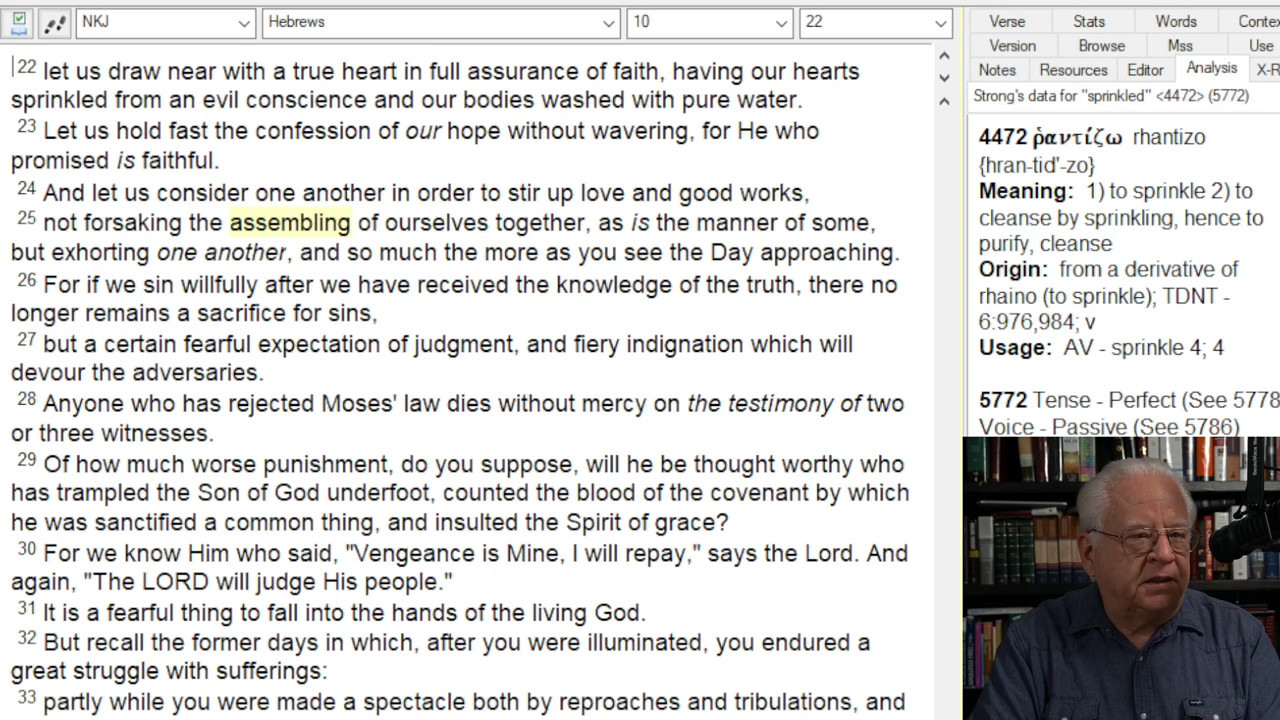 NKJ Hebrews 10 22
22 let us draw near with a true heart in full assurance of faith, having our hearts
sprinkled from an evil conscience and our bodies washed with pure water.
23 Let us hold fast the confession of our hope without wavering, for He who
promised is faithful.
24 And let us consider one another in order to stir up love and good works,
25 not forsaking the assembling of ourselves together, as is the manner of some,
but exhorting one another, and so much the more as you see the Day approaching.
26 For if we sin willfully after we have received the knowledge of the truth, there no
longer remains a sacrifice for sins,
27 but a certain fearful expectation of judgment, and fiery indignation which will
devour the adversaries.
28 Anyone who has rejected Moses' law dies without mercy on the testimony of two
or three witnesses.
29 Of how much worse punishment, do you suppose, will he be thought worthy who
has trampled the Son of God underfoot, counted the blood of the covenant by which
he was sanctified a common thing, and insulted the Spirit of grace?
30 For we know Him who said, "Vengeance is Mine, I will repay," says the Lord. And
again, "The LORD will judge His people."
31 It is a fearful thing to fall into the hands of the living God.
32 But recall the former days in which, after you were illuminated, you endured a
great struggle with sufferings:
33 partly while you were made a spectacle both by reproaches and tribulations, and
Verse Stats Words Contex
Version Browse Mss Use
Notes Resources Editor Analysis X-R
Strong's data for "sprinkled" <4472> (5772)
4472 ῥαντίζω rhantizo
{hran-tid'-zo}
Meaning: 1) to sprinkle 2) to
cleanse by sprinkling, hence to
purify, cleanse
Origin: from a derivative of
rhaino (to sprinkle); TDNT -
6:976,984; v
Usage: AV - sprinkle 4; 4
5772 Tense - Perfect (See 5778
Voice - Passive (See 5786)